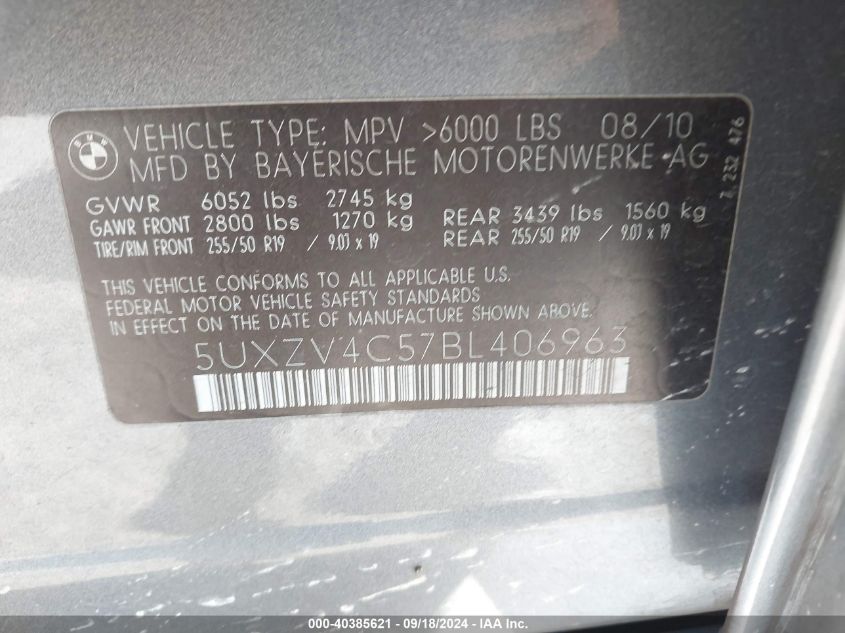 BMW
VEHICLE TYPE: MPV >6000 LBS 08/10
MFD BY BAYERISCHE MOTORENWERKE AG
GVWR 6052 lbs 2745 kg
GAWR FRONT 2800 lbs 1270 kg REAR 3439 lbs 1560 kg
TIRE/RIM FRONT 255/50 R19 / 9.0J x 19 REAR 255/50 R19 / 9.0J x 19
THIS VEHICLE CONFORMS TO ALL APPLICABLE U.S.
FEDERAL MOTOR VEHICLE SAFETY STANDARDS
IN EFFECT ON THE DATE OF MANUFACTURE SHOWN ABOVE.
5UXZV4C57BL406963
7 232 476
000-40385621 - 09/18/2024 - IAA Inc.